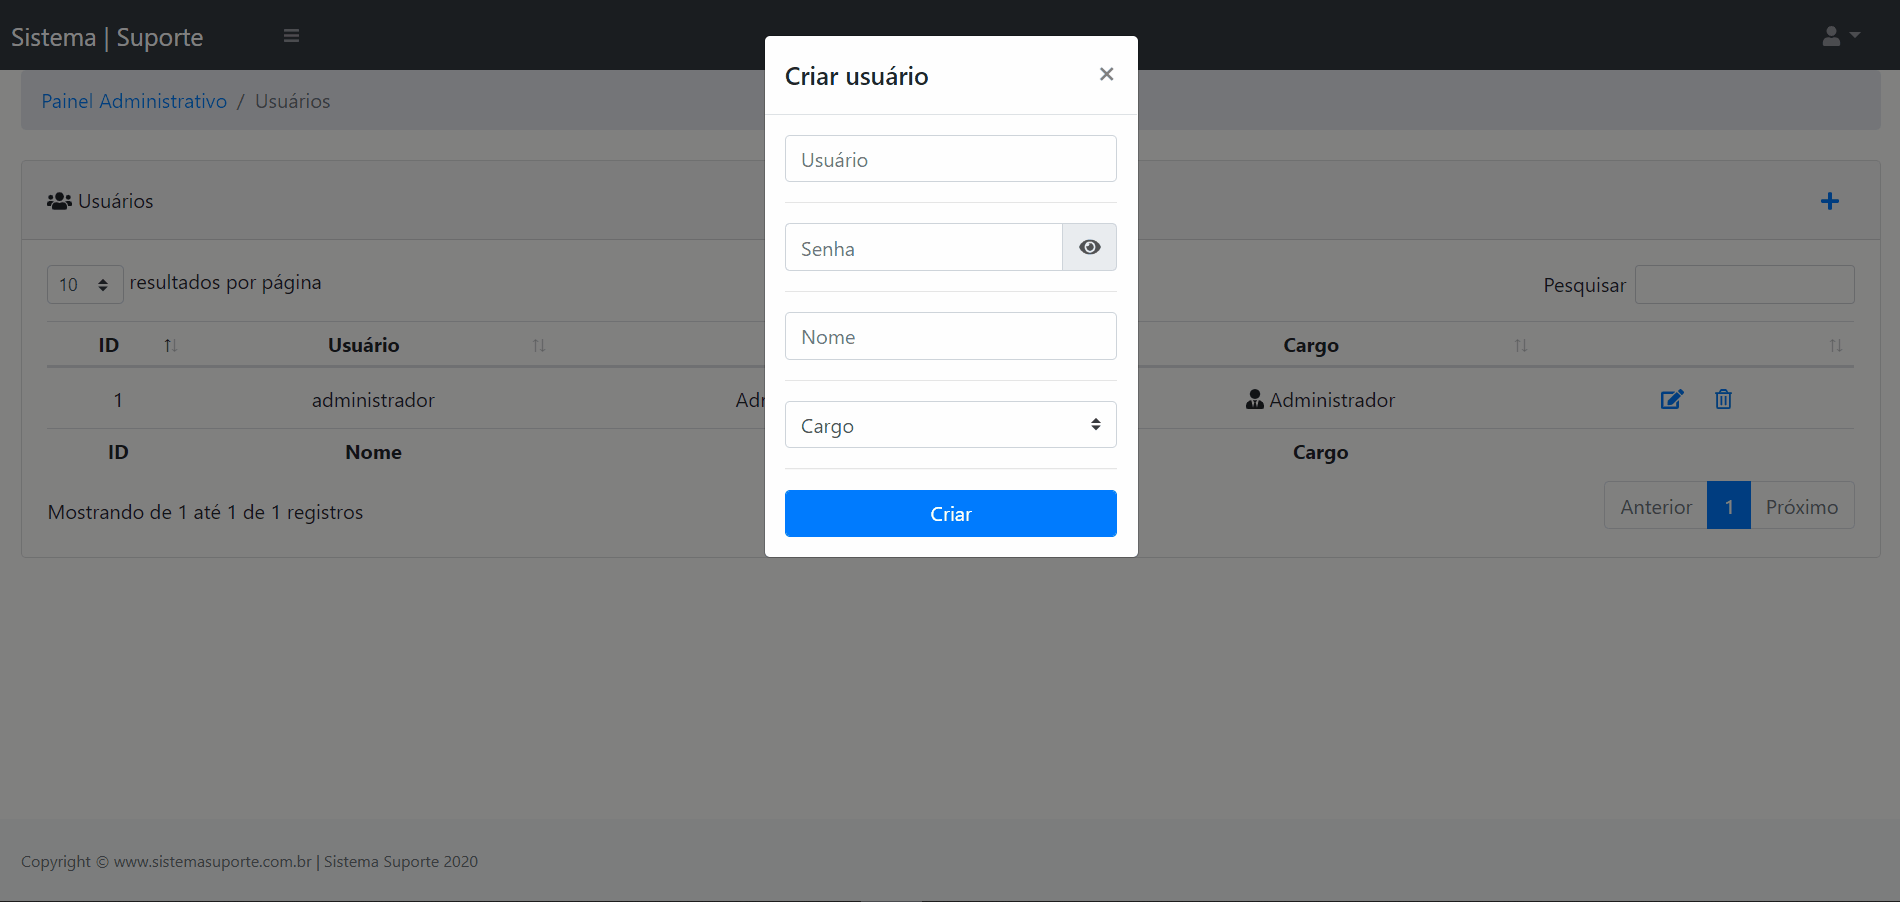 Sistema | Suporte
Criar usuário
×
Painel Administrativo / Usuários
Usuário
Usuários
Senha
10 resultados por página
Pesquisar
Nome
ID Usuário Cargo
1 administrador Administrador
Cargo
ID Nome Cargo
Criar
Mostrando de 1 até 1 de 1 registros
Anterior 1 Próximo
Copyright © www.sistemasuporte.com.br | Sistema Suporte 2020